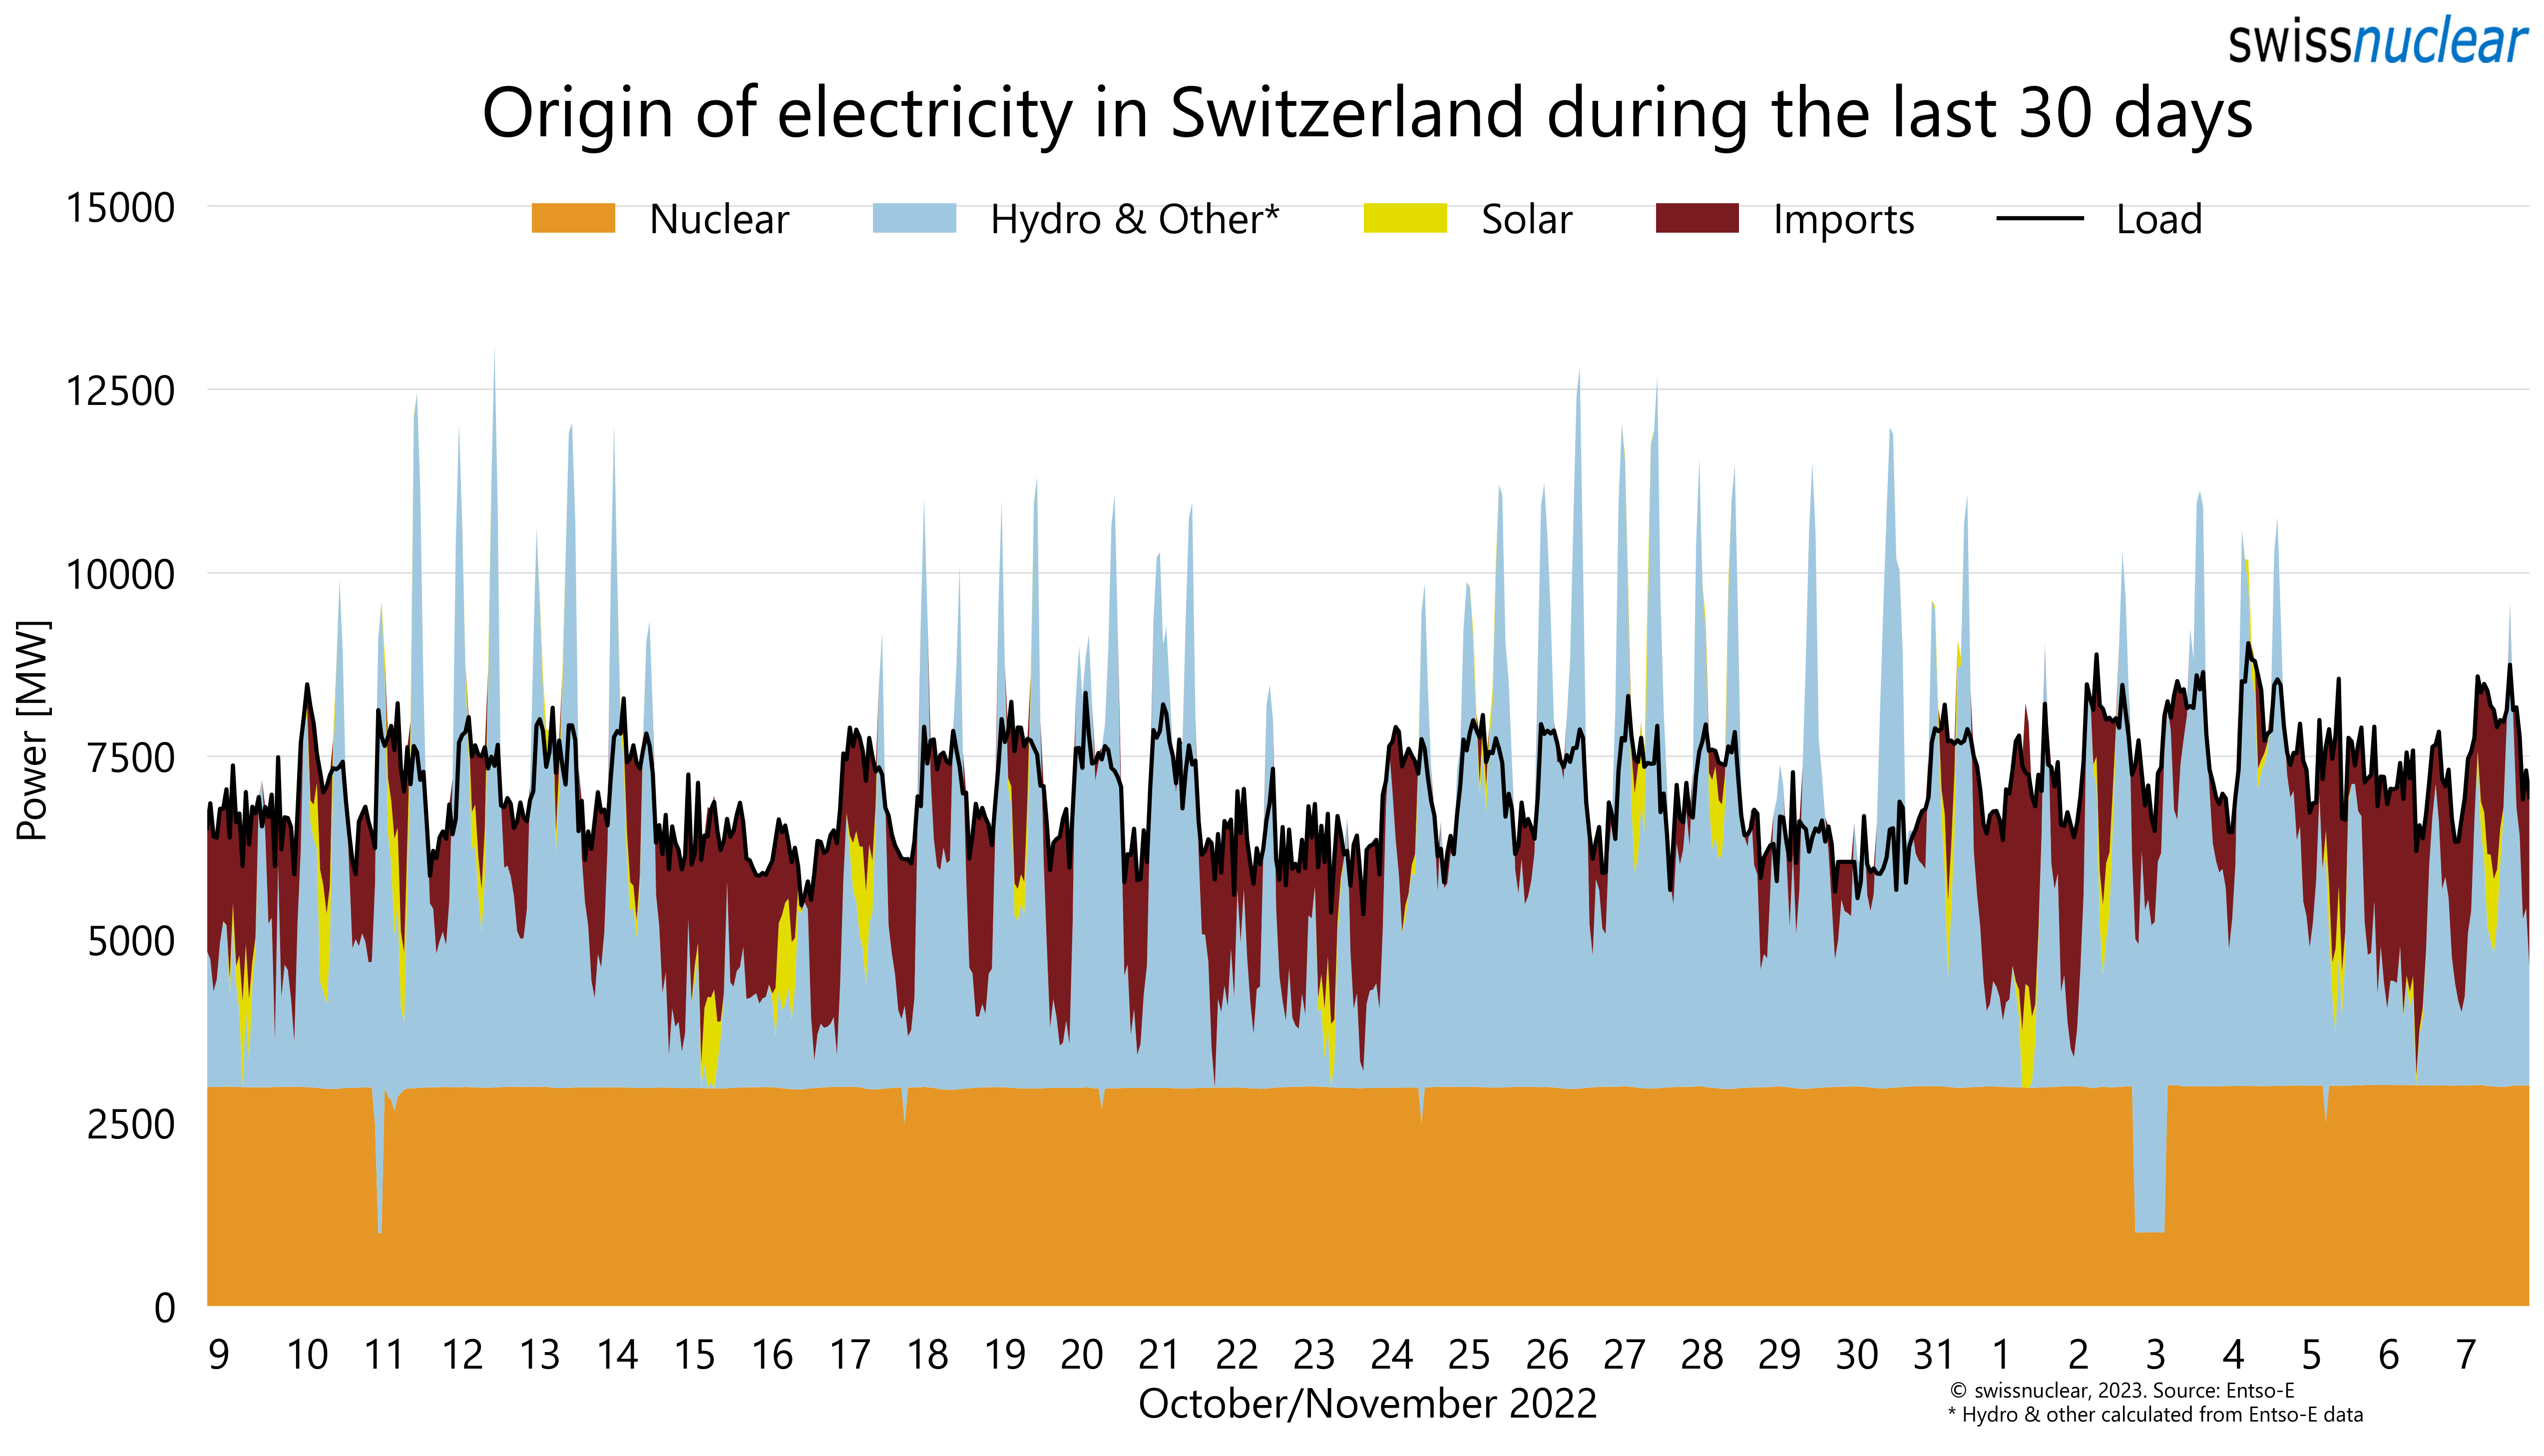 swissnuclear
Origin of electricity in Switzerland during the last 30 days
Nuclear Hydro & Other* Solar Imports Load
15000
12500
10000
7500
5000
2500
0
Power [MW]
9 10 11 12 13 14 15 16 17 18 19 20 21 22 23 24 25 26 27 28 29 30 31 1 2 3 4 5 6 7
October/November 2022
© swissnuclear, 2023. Source: Entso-E
* Hydro & other calculated from Entso-E data